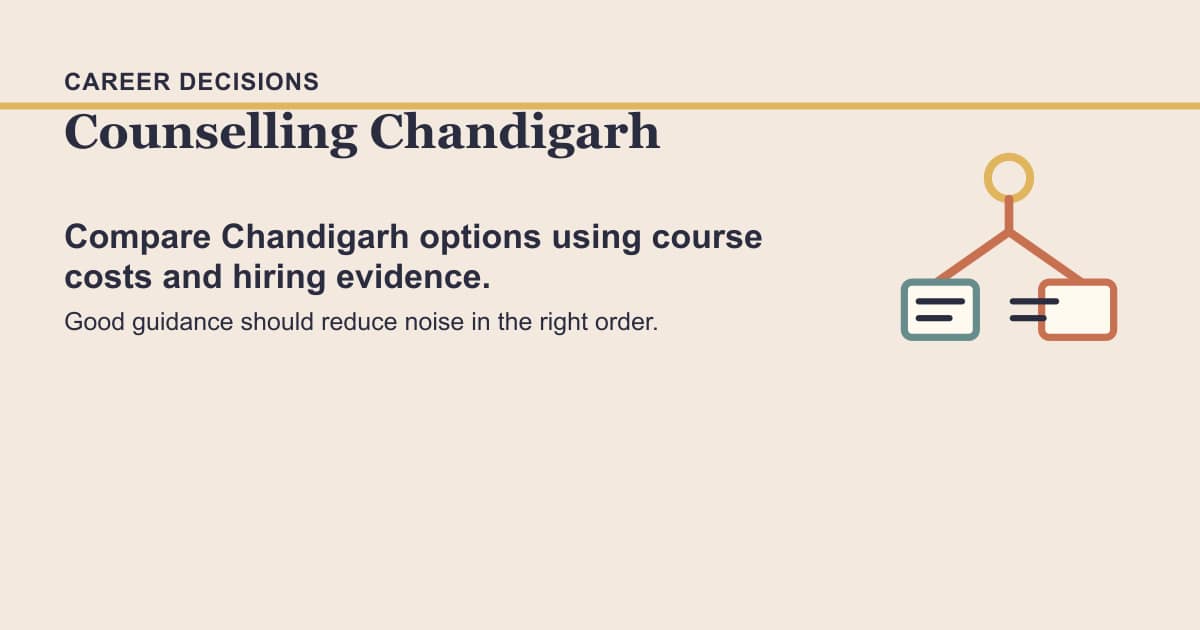 CAREER DECISIONS
Counselling Chandigarh
Compare Chandigarh options using course
costs and hiring evidence.
Good guidance should reduce noise in the right order.